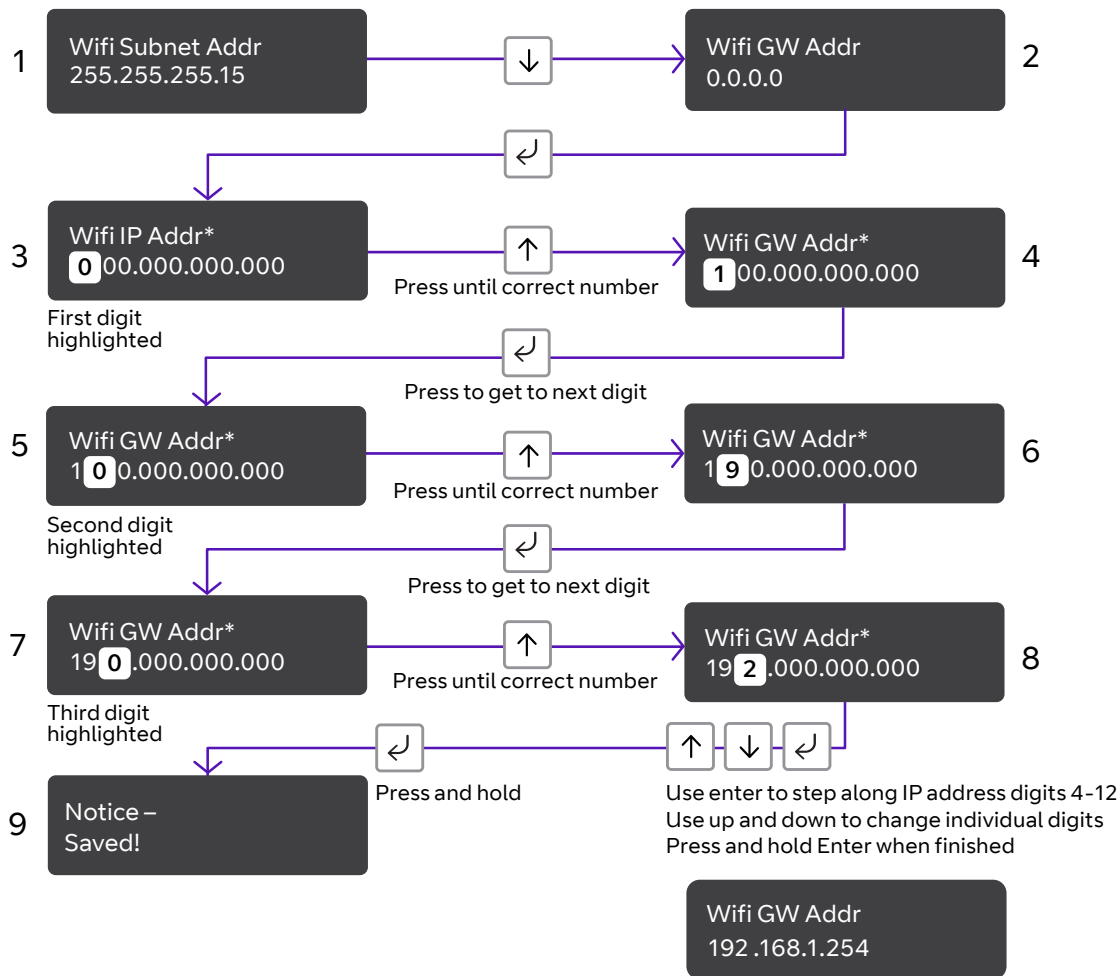 1
Wifi Subnet Addr
255.255.255.15
↓
Wifi GW Addr
0.0.0.0
2
3
Wifi IP Addr*
000.000.000.000
First digit
highlighted
↑
Press until correct number
Wifi GW Addr*
100.000.000.000
4
Press to get to next digit
5
Wifi GW Addr*
100.000.000.000
Second digit
highlighted
↑
Press until correct number
Wifi GW Addr*
190.000.000.000
6
Press to get to next digit
7
Wifi GW Addr*
190.000.000.000
Third digit
highlighted
↑
Press until correct number
Wifi GW Addr*
192.000.000.000
8
9
Notice –
Saved!
Press and hold
↑ ↓
Use enter to step along IP address digits 4-12
Use up and down to change individual digits
Press and hold Enter when finished
Wifi GW Addr
192 .168.1.254